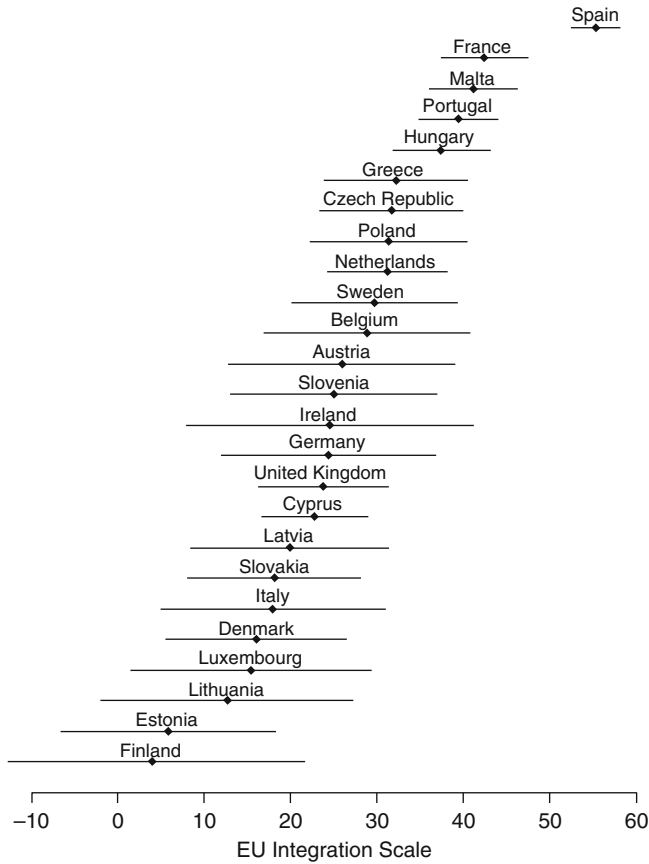 Spain
France
Malta
Portugal
Hungary
Greece
Czech Republic
Poland
Netherlands
Sweden
Belgium
Austria
Slovenia
Ireland
Germany
United Kingdom
Cyprus
Latvia
Slovakia
Italy
Denmark
Luxembourg
Lithuania
Estonia
Finland
−10 0 10 20 30 40 50 60
EU Integration Scale